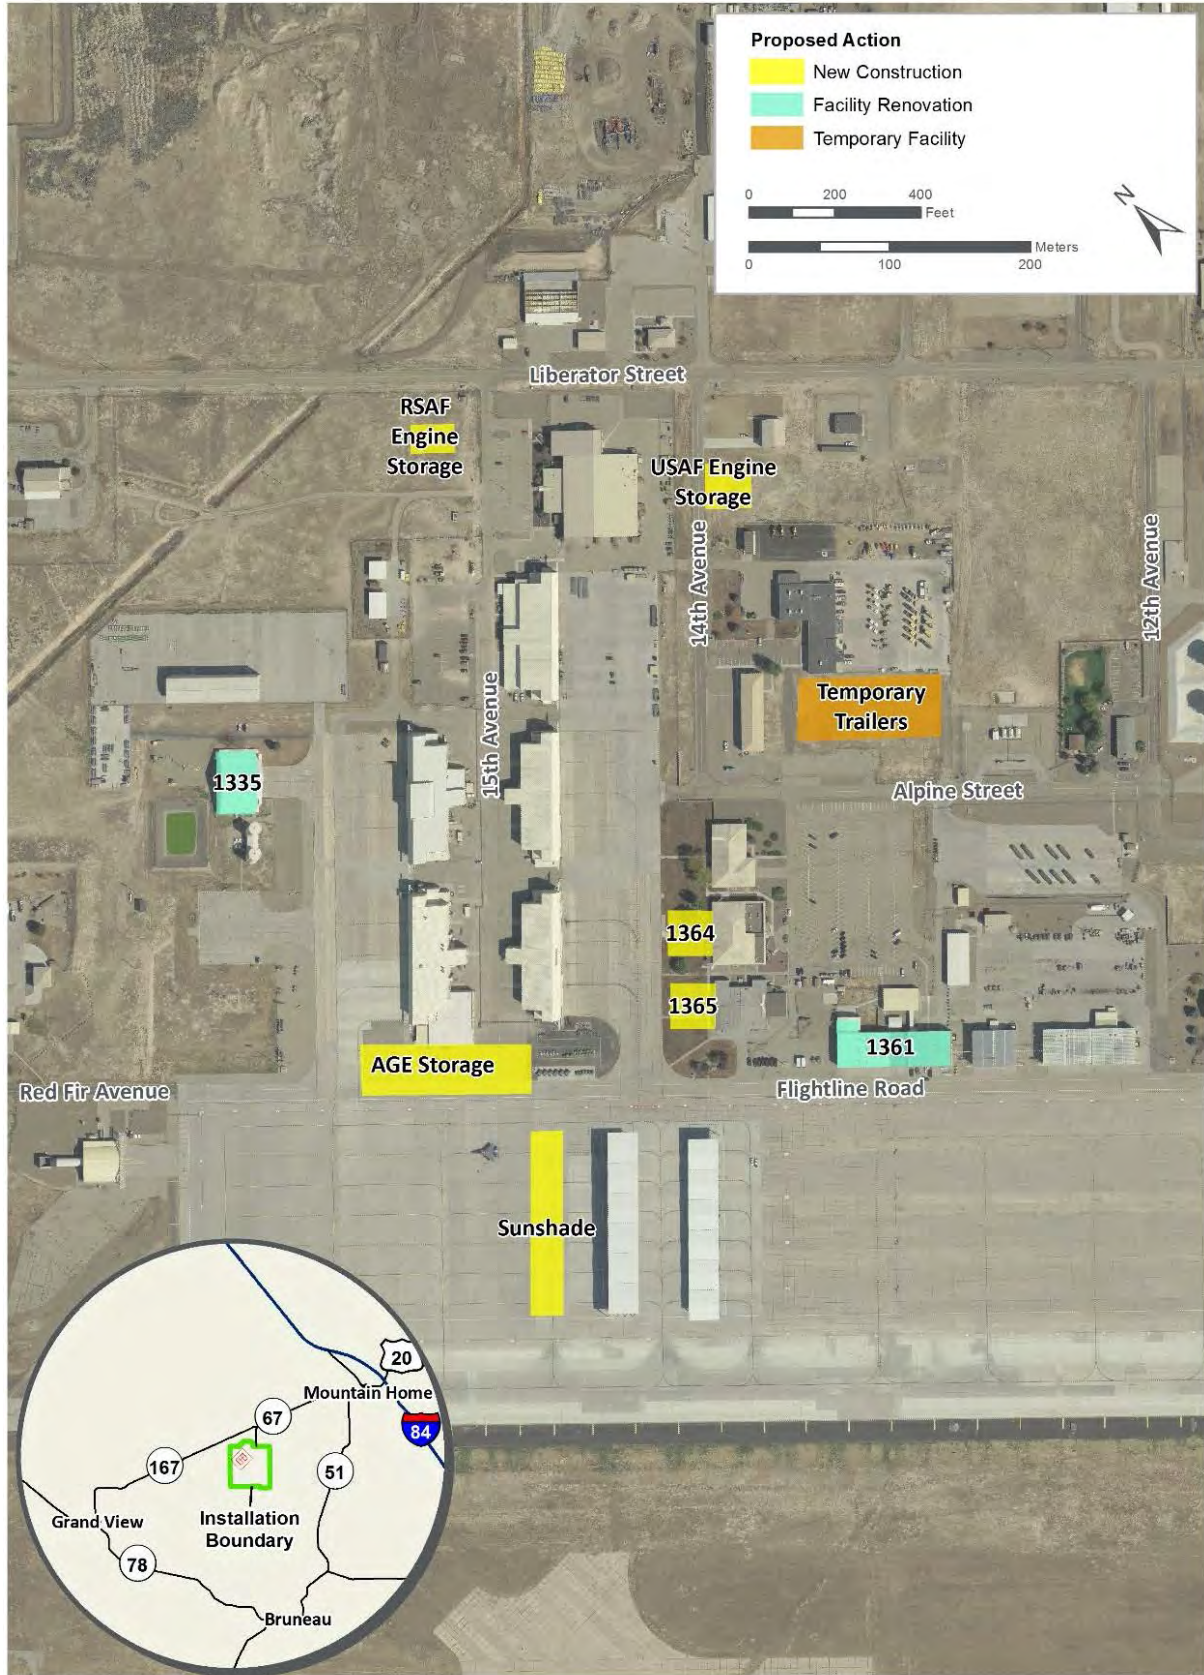 Proposed Action
New Construction
Facility Renovation
Temporary Facility
0 200 400
Feet
Meters
0 100 200
N
Liberator Street
RSAF
Engine
Storage
USAF Engine
Storage
14th Avenue
12th Avenue
15th Avenue
Temporary
Trailers
1335
Alpine Street
1364
1365
1361
AGE Storage
Red Fir Avenue
Flightline Road
Sunshade
20
Mountain Home
67
84
167
51
Grand View
Installation
Boundary
78
Bruneau